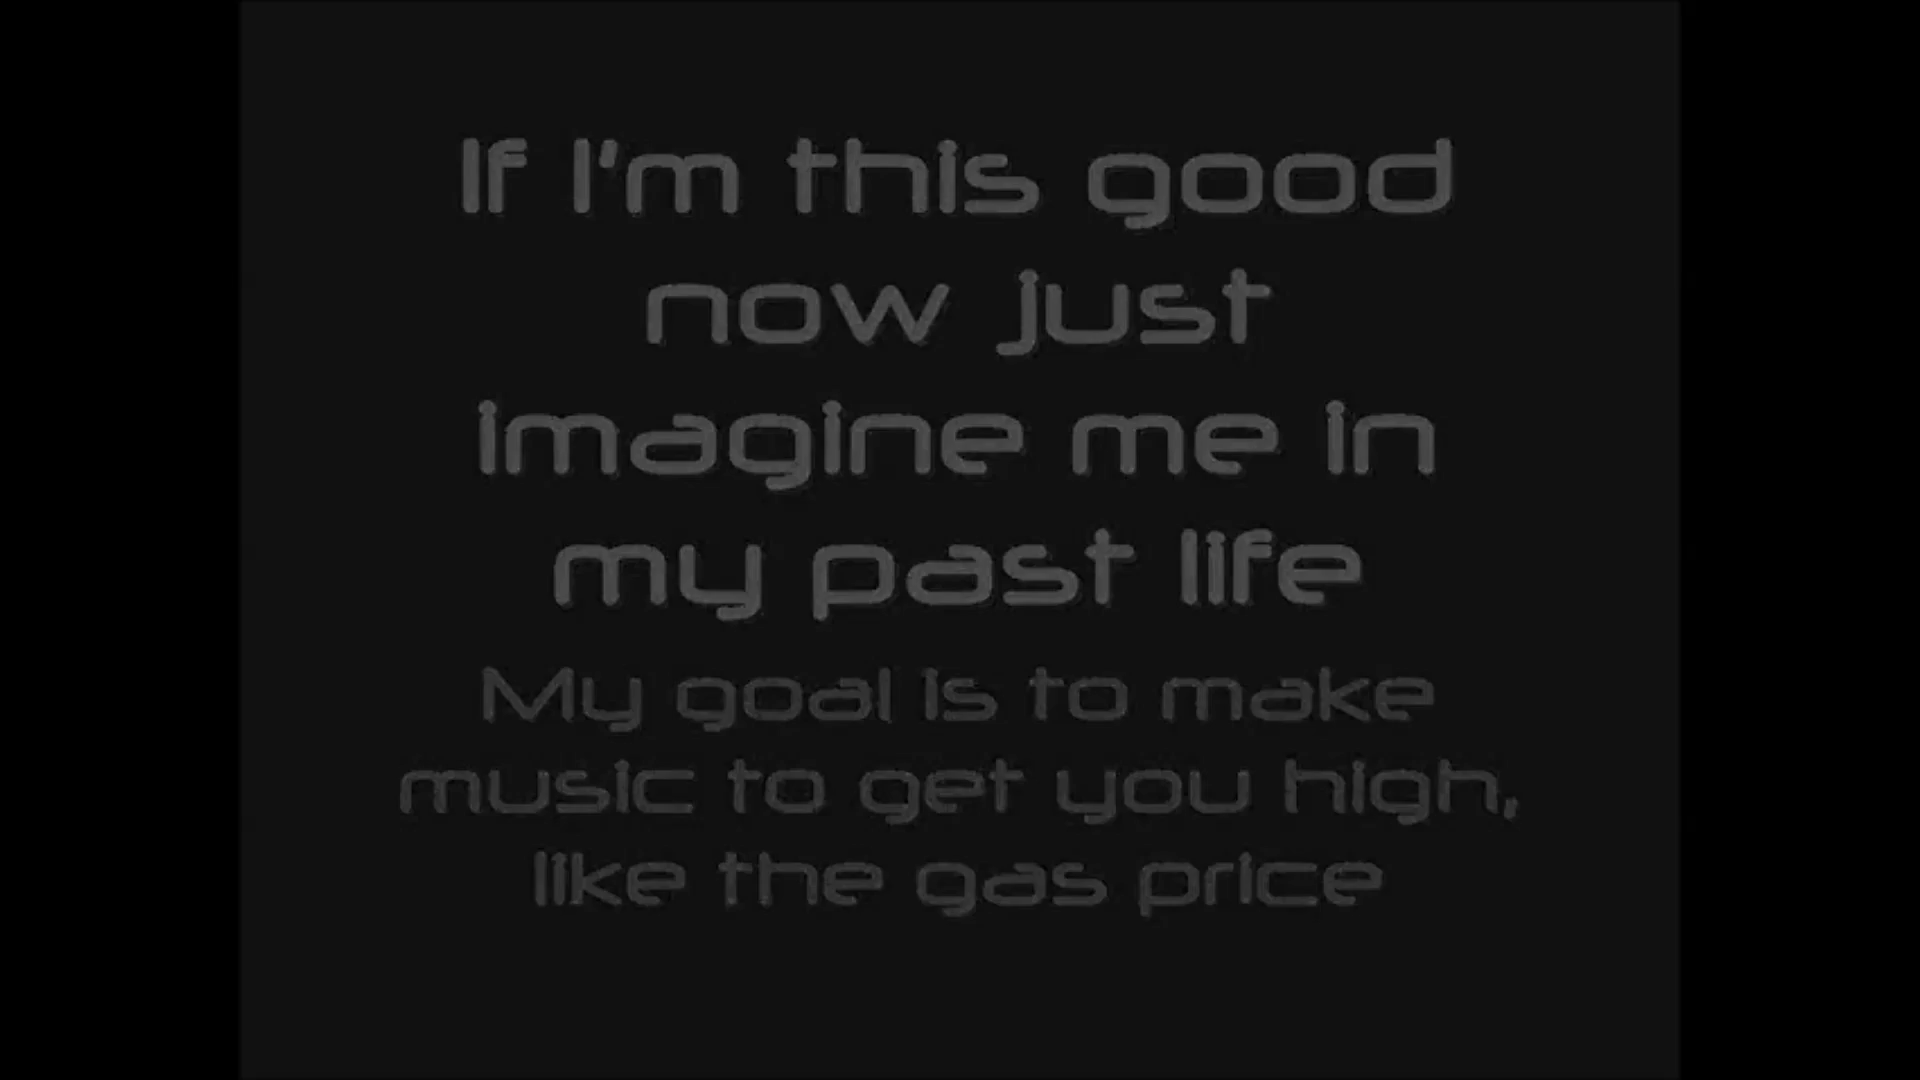 If I'm this good
now just
imagine me in
my past life
My goal is to make
music to get you high,
like the gas price